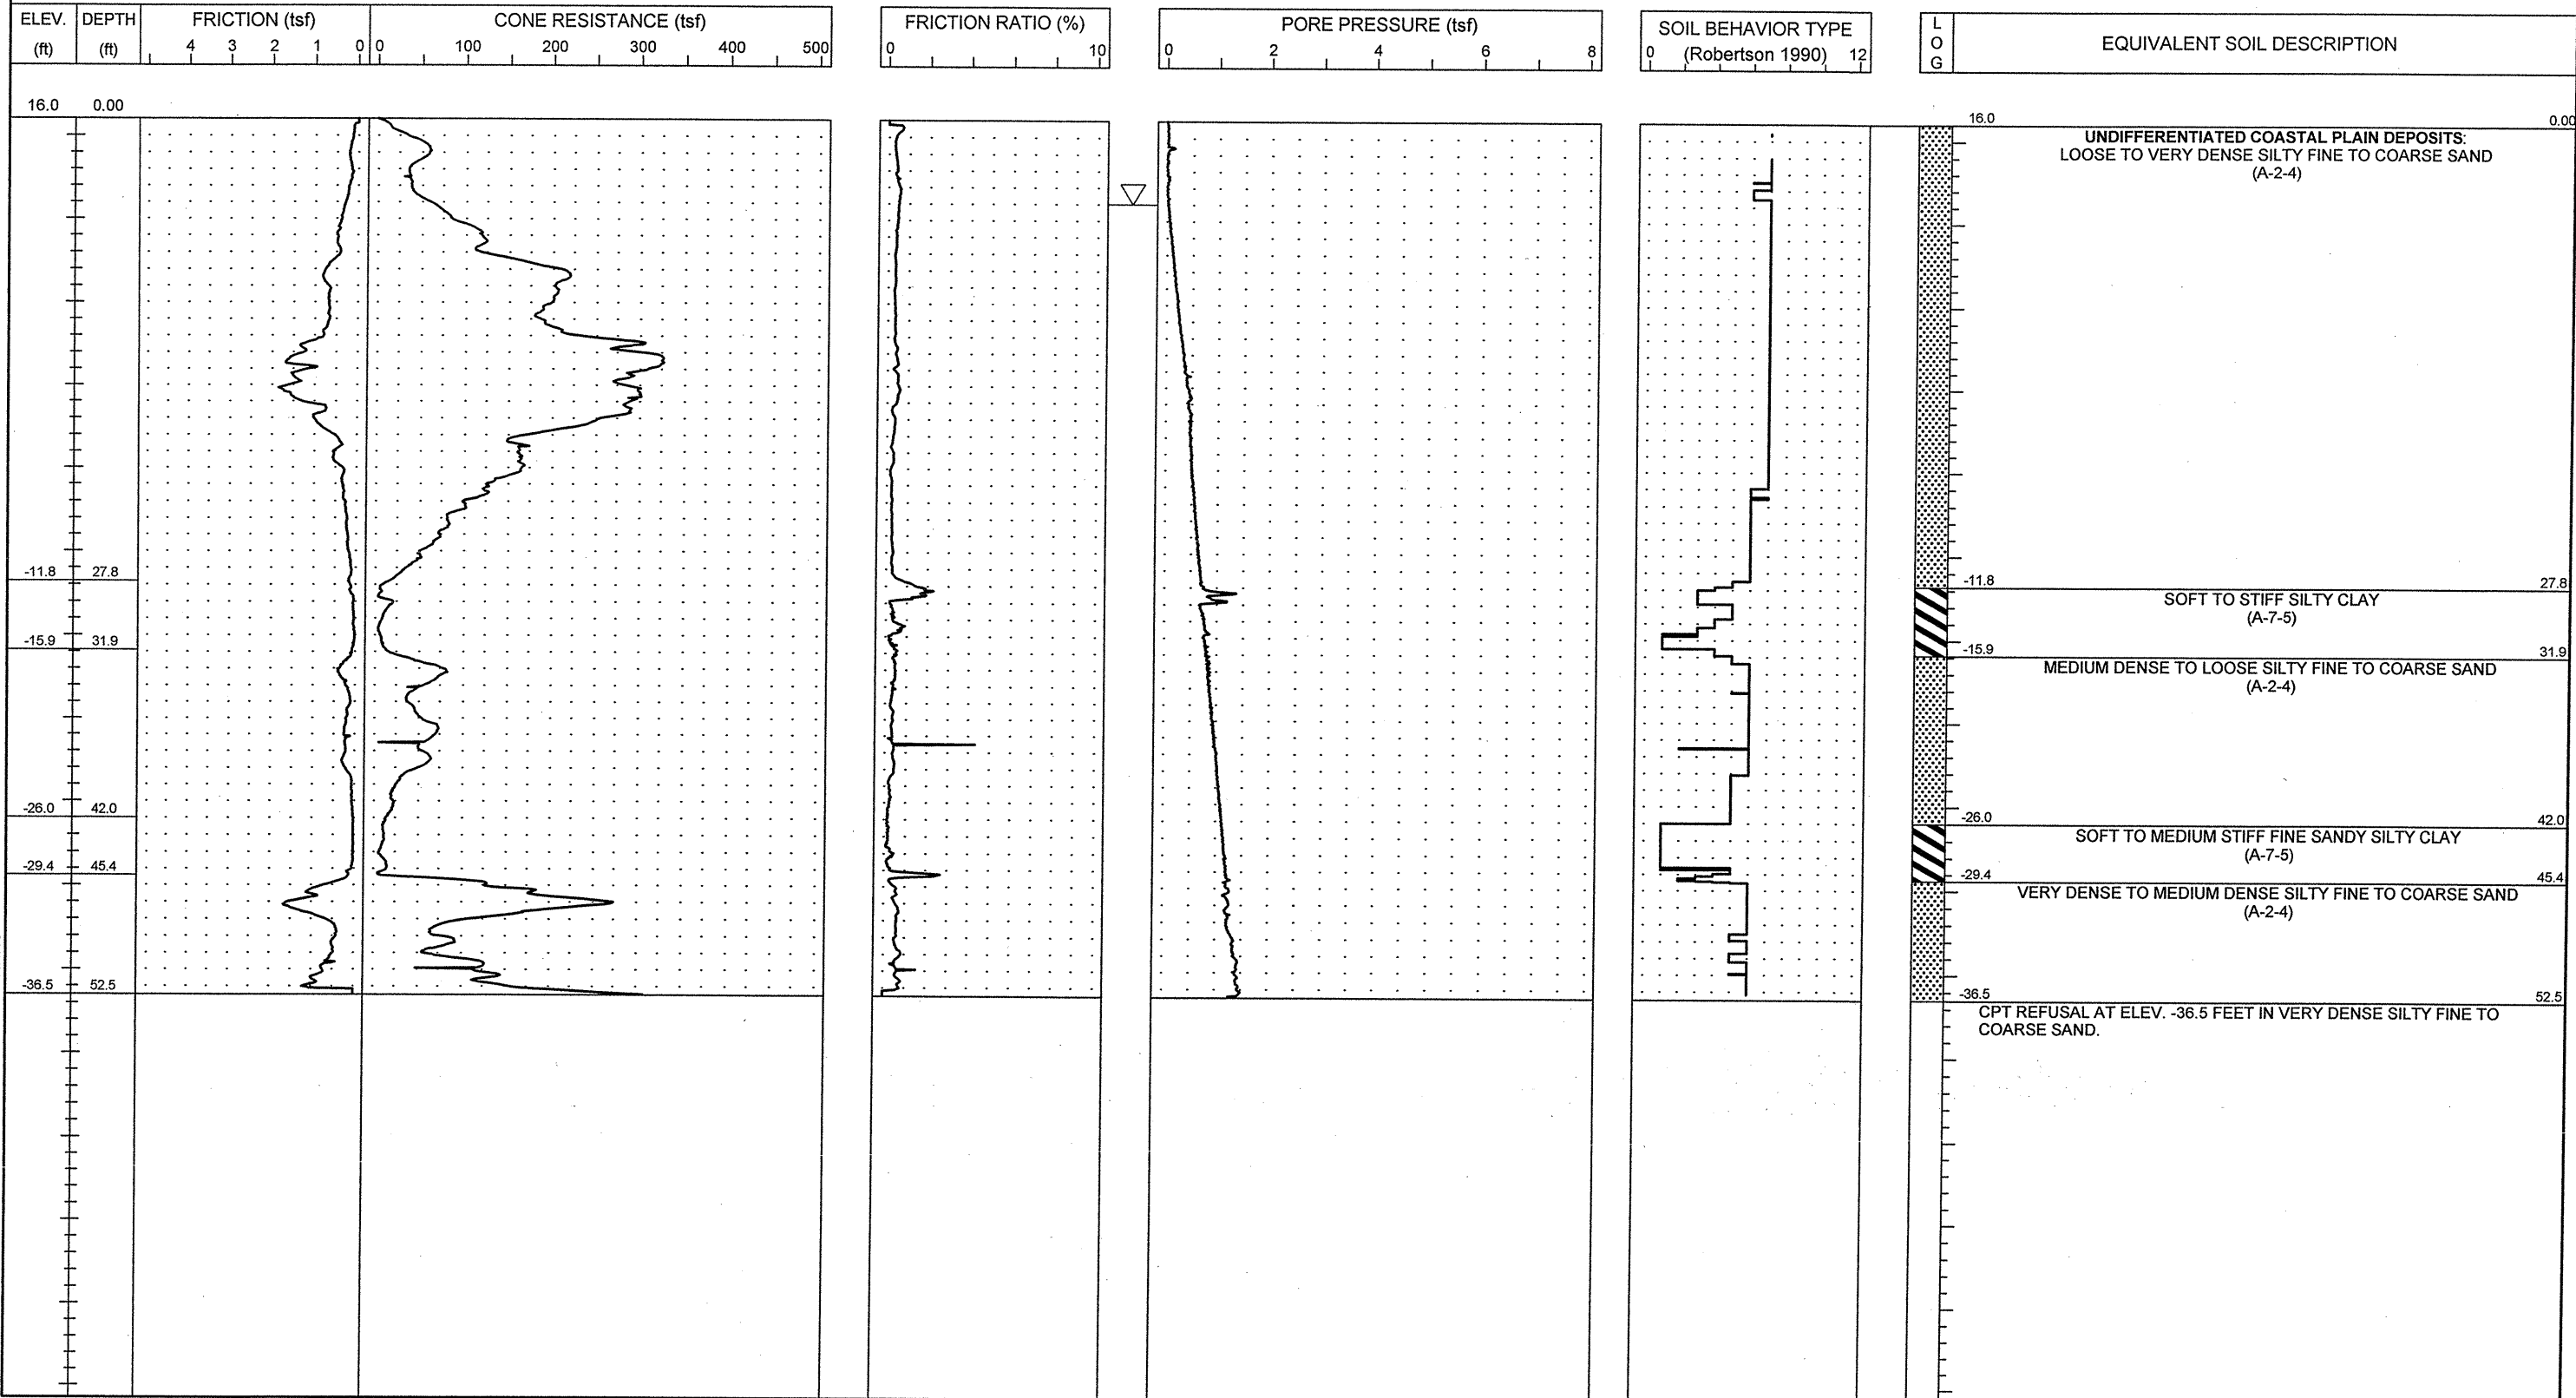 ELEV. DEPTH FRICTION (tsf) CONE RESISTANCE (tsf) FRICTION RATIO (%) PORE PRESSURE (tsf) SOIL BEHAVIOR TYPE L
(ft) (ft) 4 3 2 1 0 0 100 200 300 400 500 0 10 0 2 4 6 8 (Robertson 1990) O EQUIVALENT SOIL DESCRIPTION
0 12 G
16.0 0.00
16.0 0.00
UNDIFFERENTIATED COASTAL PLAIN DEPOSITS:
LOOSE TO VERY DENSE SILTY FINE TO COARSE SAND
(A-2-4)
-11.8 27.8 -11.8 27.8
SOFT TO STIFF SILTY CLAY
(A-7-5)
-15.9 31.9 -15.9 31.9
MEDIUM DENSE TO LOOSE SILTY FINE TO COARSE SAND
(A-2-4)
-26.0 42.0 -26.0 42.0
SOFT TO MEDIUM STIFF FINE SANDY SILTY CLAY
(A-7-5)
-29.4 45.4 -29.4 45.4
VERY DENSE TO MEDIUM DENSE SILTY FINE TO COARSE SAND
(A-2-4)
-36.5 52.5 -36.5 52.5
CPT REFUSAL AT ELEV. -36.5 FEET IN VERY DENSE SILTY FINE TO
COARSE SAND.